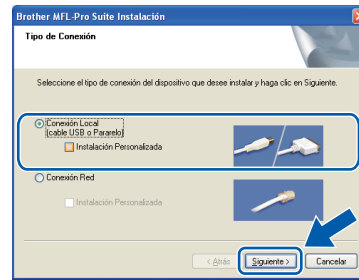 Brother MFL-Pro Suite Instalación
Tipo de Conexión
Seleccione el tipo de conexión del dispositivo que desee instalar y haga clic en Siguiente.
Conexión Local
(cable USB o Pararelo)
Instalación Personalizada
Conexión Red
Instalación Personalizada
< Atrás
Siguiente >
Cancelar